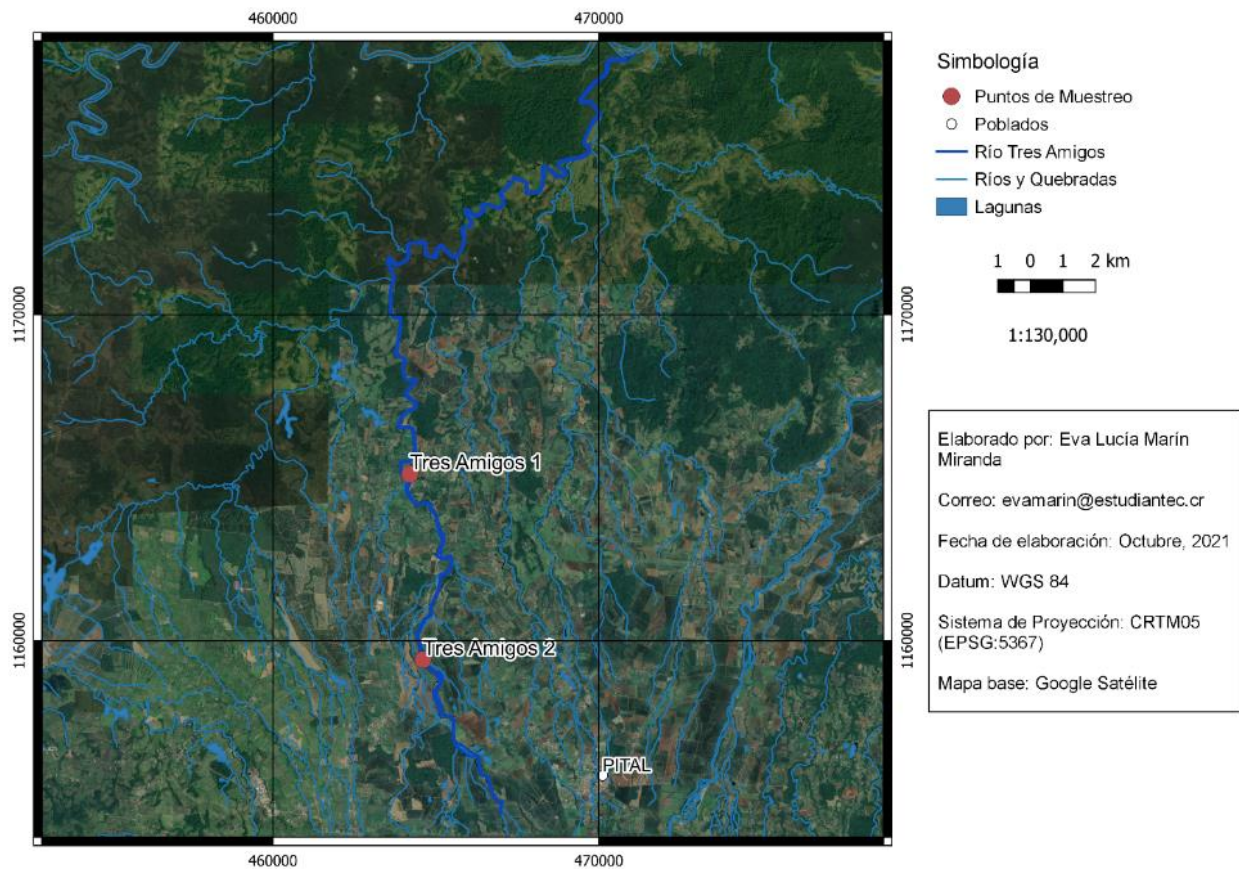 460000
470000
Simbología
Puntos de Muestreo
Poblados
Río Tres Amigos
Ríos y Quebradas
Lagunas
1 0 1 2 km
1:130,000
1170000
1170000
Tres Amigos 1
Elaborado por: Eva Lucía Marín
Miranda
Correo: evamarin@estudiantec.cr
Fecha de elaboración: Octubre, 2021
Datum: WGS 84
Sistema de Proyección: CRTM05
(EPSG:5367)
Mapa base: Google Satélite
1160000
1160000
Tres Amigos 2
PITAL
460000
470000